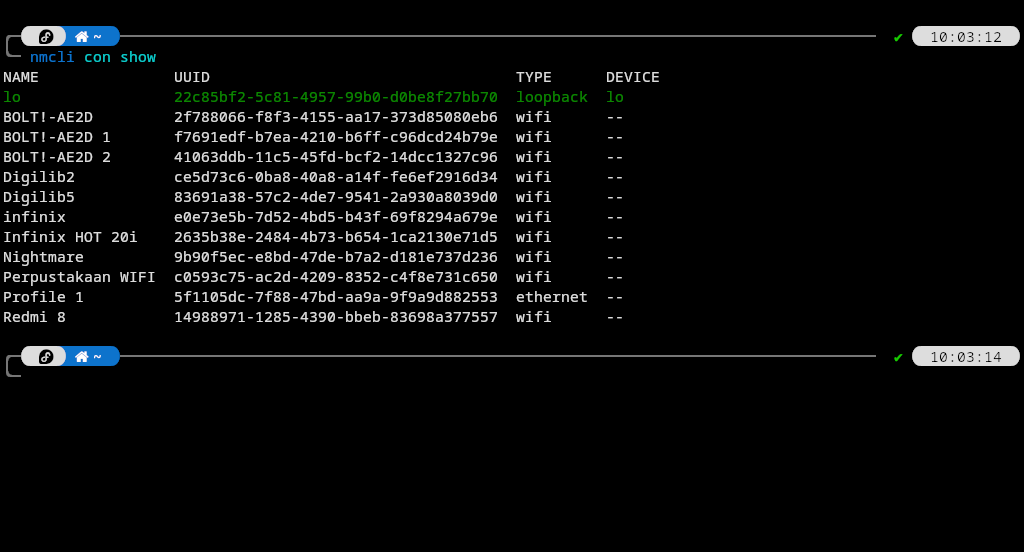 ~ ✔ 10:03:12
nmcli con show
NAME UUID TYPE DEVICE
lo 22c85bf2-5c81-4957-99b0-d0be8f27bb70 loopback lo
BOLT!-AE2D 2f788066-f8f3-4155-aa17-373d85080eb6 wifi --
BOLT!-AE2D 1 f7691edf-b7ea-4210-b6ff-c96dcd24b79e wifi --
BOLT!-AE2D 2 41063ddb-11c5-45fd-bcf2-14dcc1327c96 wifi --
Digilib2 ce5d73c6-0ba8-40a8-a14f-fe6ef2916d34 wifi --
Digilib5 83691a38-57c2-4de7-9541-2a930a8039d0 wifi --
infinix e0e73e5b-7d52-4bd5-b43f-69f8294a679e wifi --
Infinix HOT 20i 2635b38e-2484-4b73-b654-1ca2130e71d5 wifi --
Nightmare 9b90f5ec-e8bd-47de-b7a2-d181e737d236 wifi --
Perpustakaan WIFI c0593c75-ac2d-4209-8352-c4f8e731c650 wifi --
Profile 1 5f1105dc-7f88-47bd-aa9a-9f9a9d882553 ethernet --
Redmi 8 14988971-1285-4390-bbeb-83698a377557 wifi --
~ ✔ 10:03:14